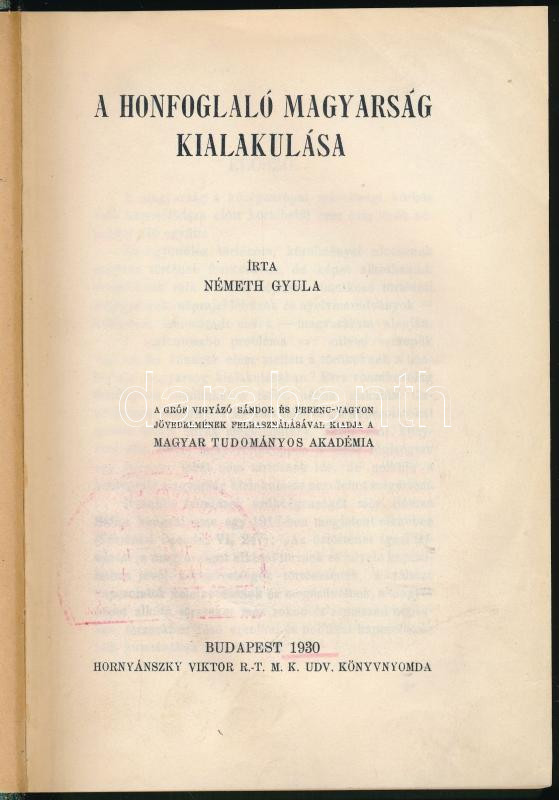 A HONFOGLALÓ MAGYARSÁG
KIALAKULÁSA
ÍRTA
NÉMETH GYULA
darabanth
A GRÓF VIGYÁZÓ SÁNDOR ÉS FERENC-VAGYON
JÖVEDELMÉNEK FELHASZNÁLÁSÁVAL KIADJA A
MAGYAR TUDOMÁNYOS AKADÉMIA
BUDAPEST 1930
HORNYÁNSZKY VIKTOR R.-T. M. K. UDV. KÖNYVNYOMDA